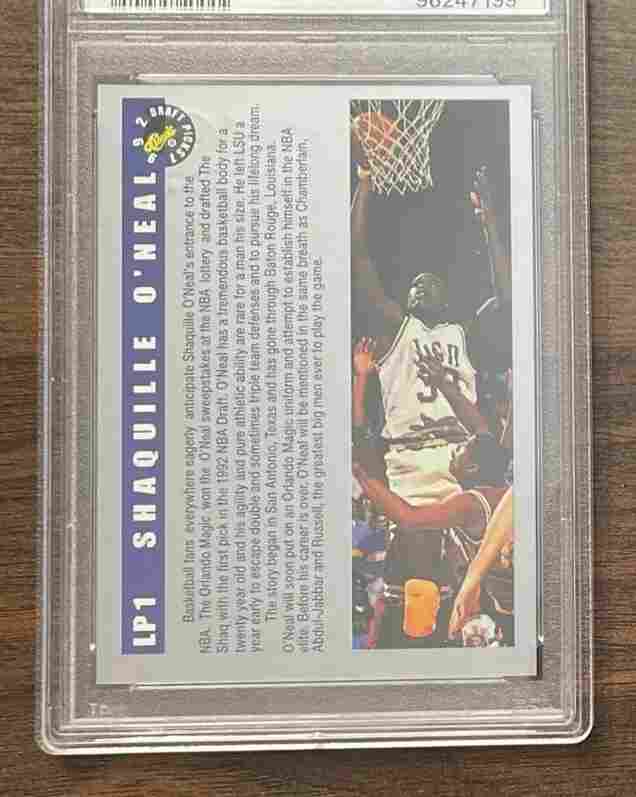 96247199
LP1 SHAQUILLE O'NEAL
92 DRAFT PICKS
Basketball fans everywhere eagerly anticipate Shaquille O'Neal's entrance to the
NBA. The Orlando Magic won the O'Neal sweepstakes at the NBA lottery and drafted The
Shaq with the first pick in the 1992 NBA Draft. O'Neal has a tremendous basketball body for a
twenty year old and his agility and pure athletic ability are rare for a man his size. He left LSU a
year early to escape double and sometimes triple team defenses and to pursue his lifelong dream.
The story began in San Antonio, Texas and has gone through Baton Rouge, Louisiana.
O'Neal will soon put on an Orlando Magic uniform and attempt to establish himself in the NBA
elite. Before his career is over, O'Neal will be mentioned in the same breath as Chamberlain,
Abdul-Jabbar and Russell, the greatest big men ever to play the game.